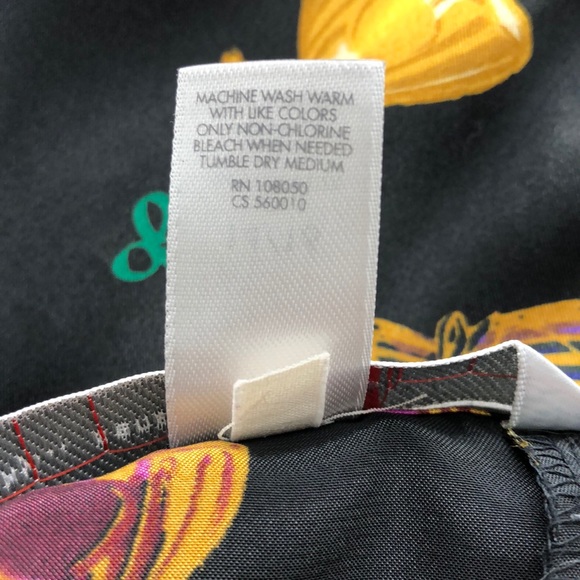 MACHINE WASH WARM
WITH LIKE COLORS
ONLY NON-CHLORINE
BLEACH WHEN NEEDED
TUMBLE DRY MEDIUM
RN 108050
CS 560010